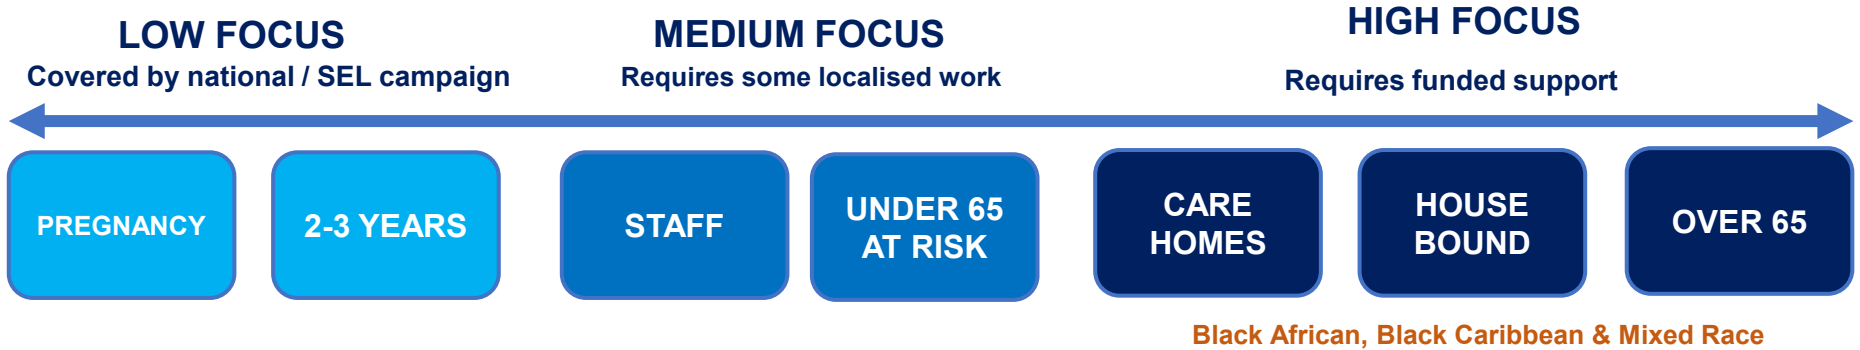 LOW FOCUS
Covered by national / SEL campaign
MEDIUM FOCUS
Requires some localised work
HIGH FOCUS
Requires funded support
PREGNANCY
2-3 YEARS
STAFF
UNDER 65
AT RISK
CARE
HOMES
HOUSE
BOUND
OVER 65
Black African, Black Caribbean & Mixed Race